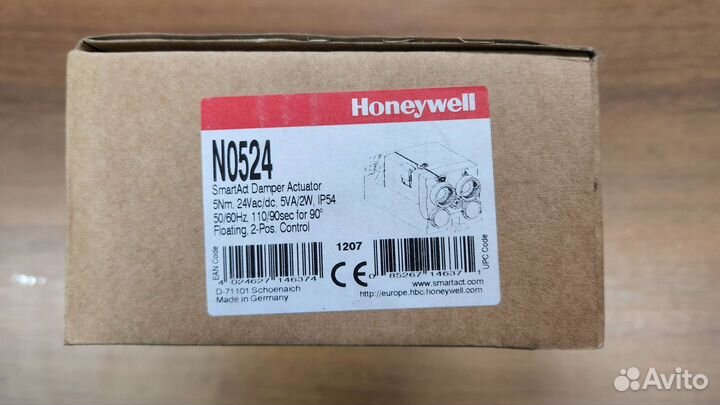 Honeywell
N0524
SmartAct Damper Actuator
5Nm, 24Vac/dc, 5VA/2W, IP54
50/60Hz, 110/90sec for 90°
Floating, 2-Pos. Control
1207
EAN Code
4 024627 146374
CE
0 85267 14637 1
UPC Code
D-71101 Schoenaich
Made in Germany
www.smartact.com
http://europe.hbc.honeywell.com
Avito